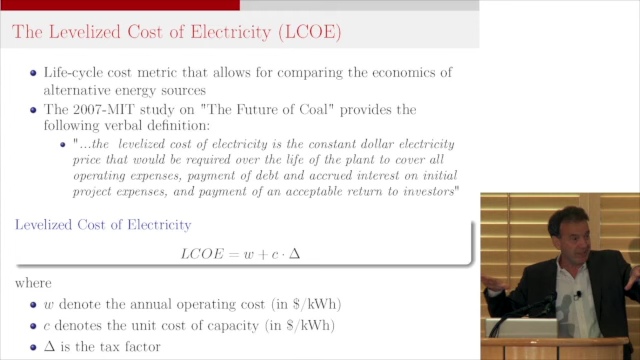 The Levelized Cost of Electricity (LCOE)
Life-cycle cost metric that allows for comparing the economics of
alternative energy sources
The 2007-MIT study on "The Future of Coal" provides the
following verbal definition:
"...the levelized cost of electricity is the constant dollar electricity
price that would be required over the life of the plant to cover all
operating expenses, payment of debt and accrued interest on initial
project expenses, and payment of an acceptable return to investors"
Levelized Cost of Electricity
LCOE = w + c · Δ
where
w denote the annual operating cost (in $/kWh)
c denotes the unit cost of capacity (in $/kWh)
Δ is the tax factor